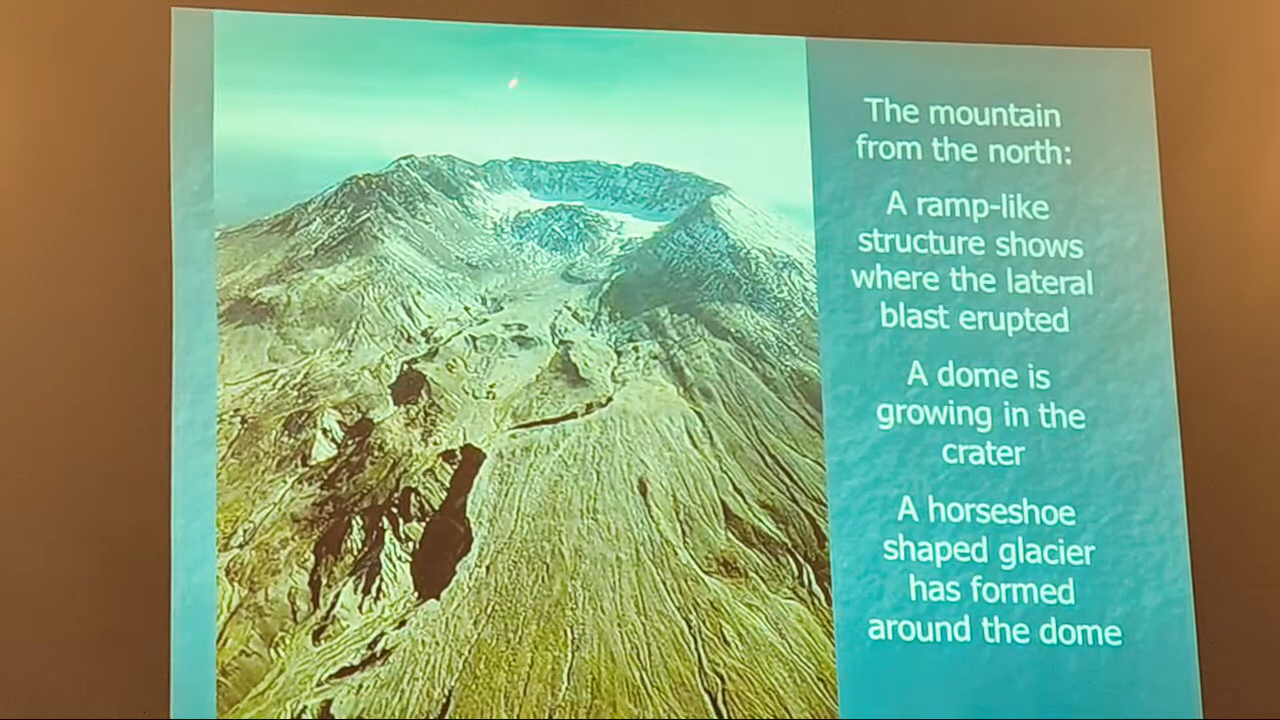 The mountain
from the north:
A ramp-like
structure shows
where the lateral
blast erupted
A dome is
growing in the
crater
A horseshoe
shaped glacier
has formed
around the dome